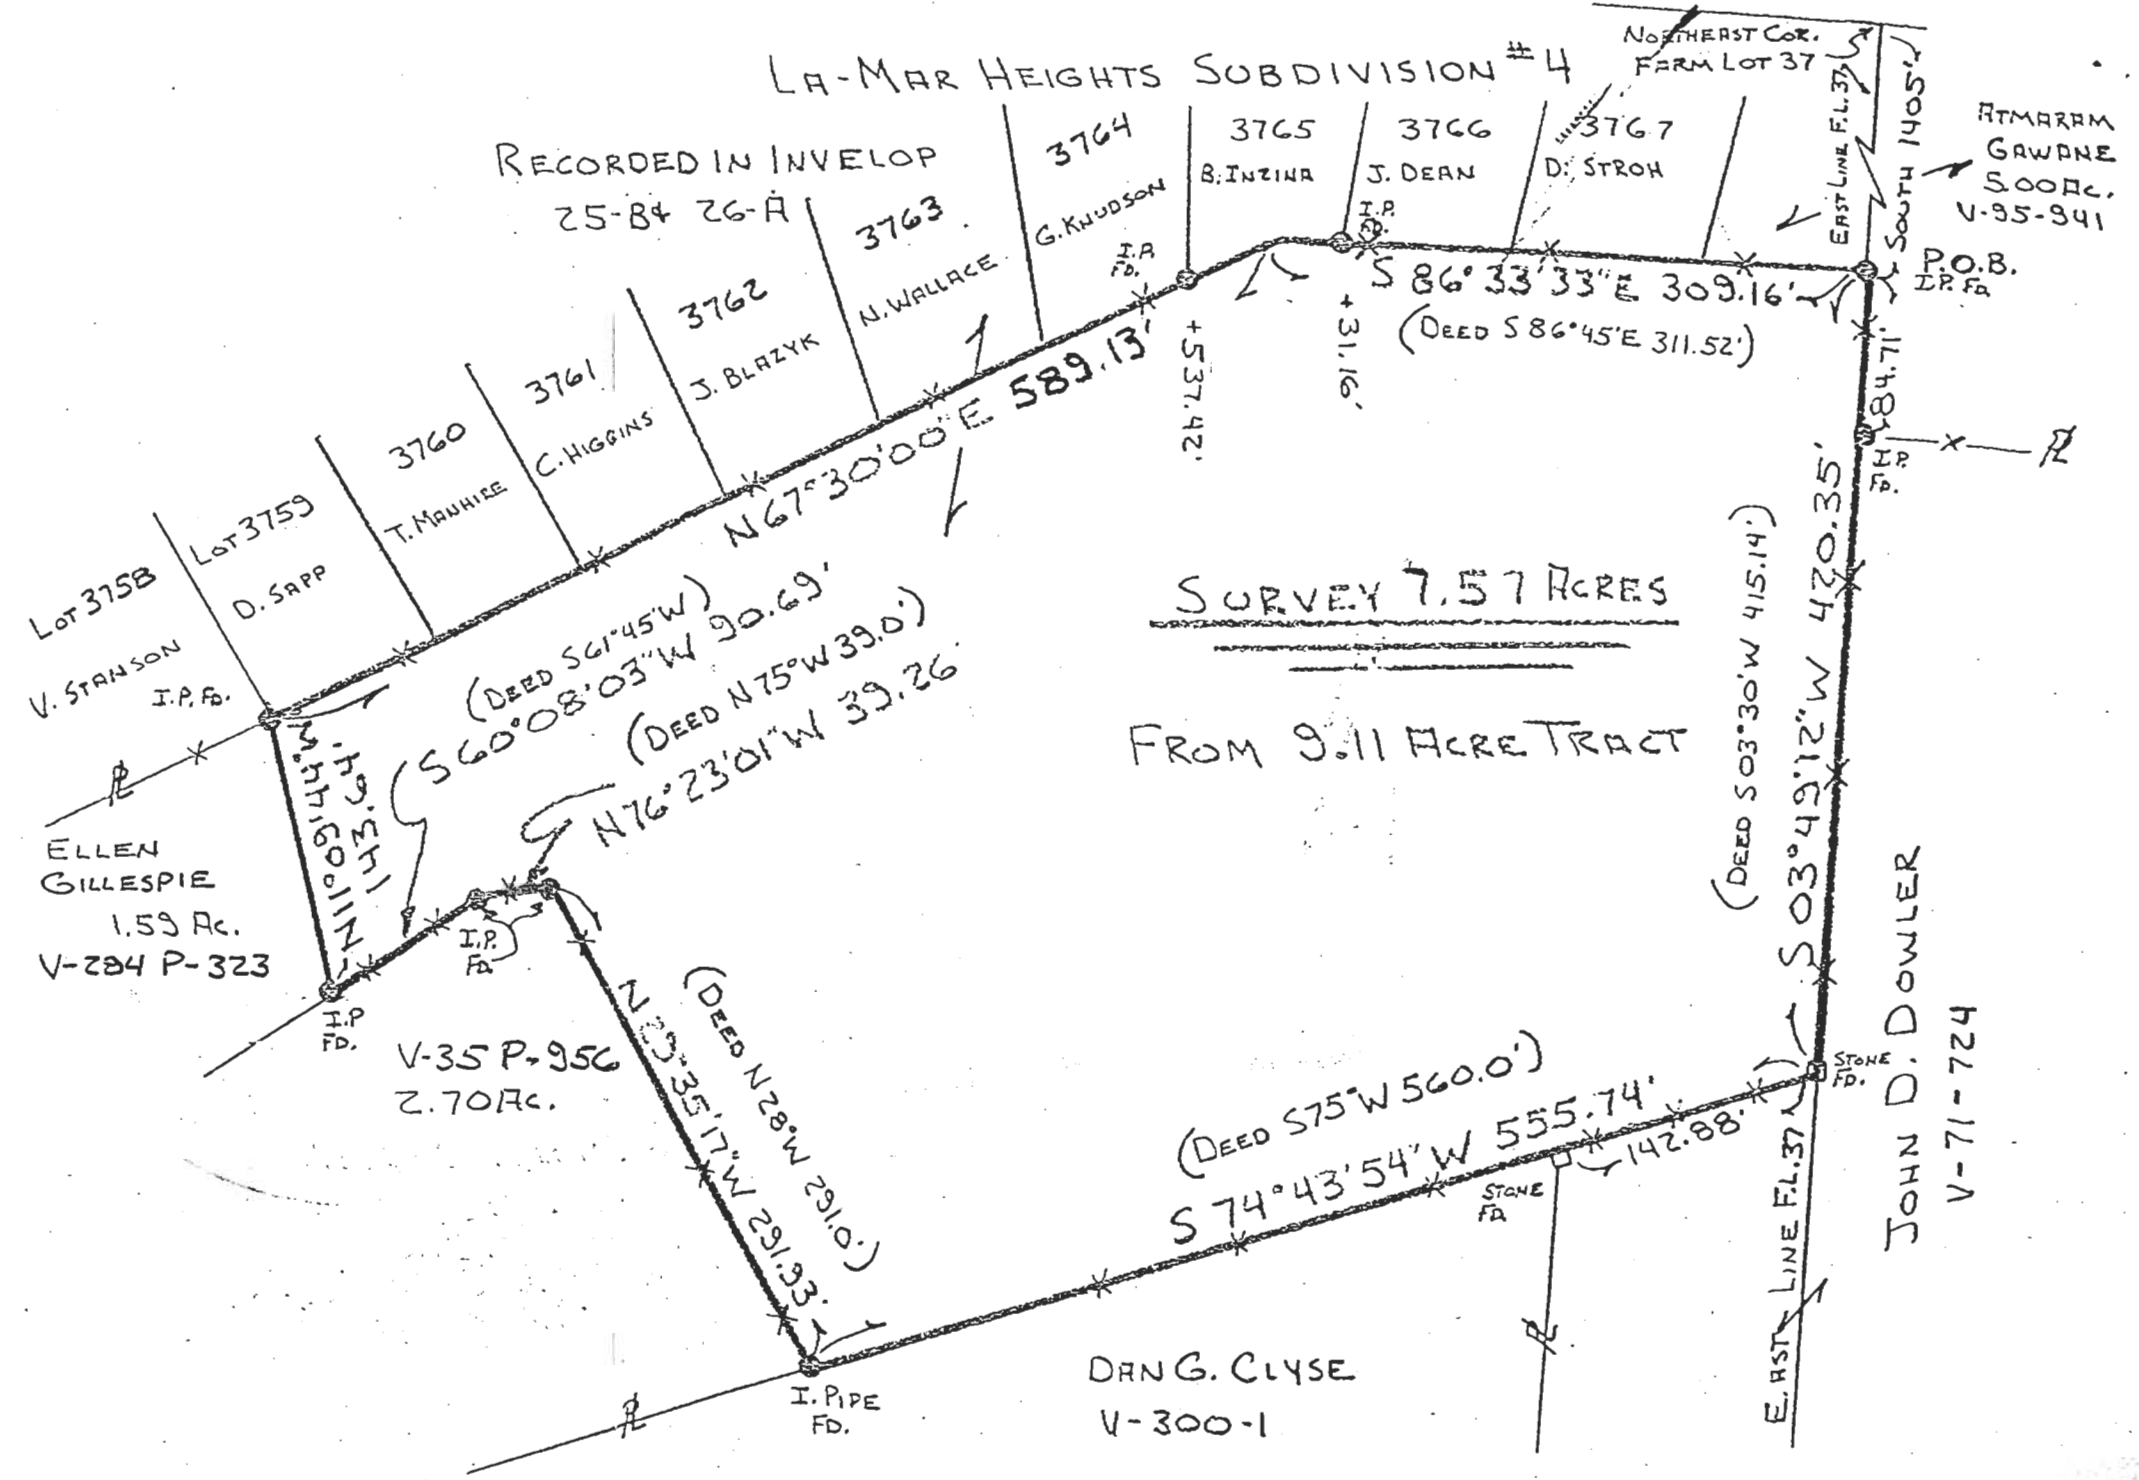 LA-MAR HEIGHTS SUBDIVISION #4
RECORDED IN INVELOP
25-B & 26-A
NORTHEAST COR.
FARM LOT 37
EAST LINE F.L. 37
SOUTH 1405'
ATMARAM
GAWANE
5.00 AC.
V-95-941
P.O.B.
I.P. FD.
LOT 3758
V. STANSON
I.P. FD.
LOT 3759
D. SAPP
3760
T. MANHIRE
3761
C. HIGGINS
3762
J. BLAZYK
3763
N. WALLACE
3764
G. KNUDSON
I.P.
FD.
3765
B. INZINA
3766
J. DEAN
I.P.
FD.
3767
D. STROH
S 86°33'33"E 309.16'
(DEED S 86°45'E 311.52')
+31.16'
+537.42'
N 67°30'00"E 589.13'
84.71'
I.P.
FD.
P/L
S 03°49'12"W 420.35'
(DEED S 03°30'W 415.14')
SURVEY 7.57 ACRES
FROM 9.11 ACRE TRACT
(DEED S 61°45'W)
S 60°08'03"W 90.69'
(DEED N 75°W 39.0')
N 76°23'01"W 39.26
N 11°09'44"W
143.64'
P/L
ELLEN
GILLESPIE
1.59 AC.
V-284 P-323
I.P.
FD.
I.P.
FD.
V-35 P-956
2.70 AC.
35'17"W 261.93'
(DEED N 28°W 261.0')
(DEED S 75°W 560.0')
S 74°43'54"W 555.74'
142.88'
STONE
FD.
STONE
FD.
JOHN D. DOWLER
V-71-724
EAST LINE F.L. 37
P/L
I. PIPE
FD.
P/L
DAN G. CLYSE
V-300-1